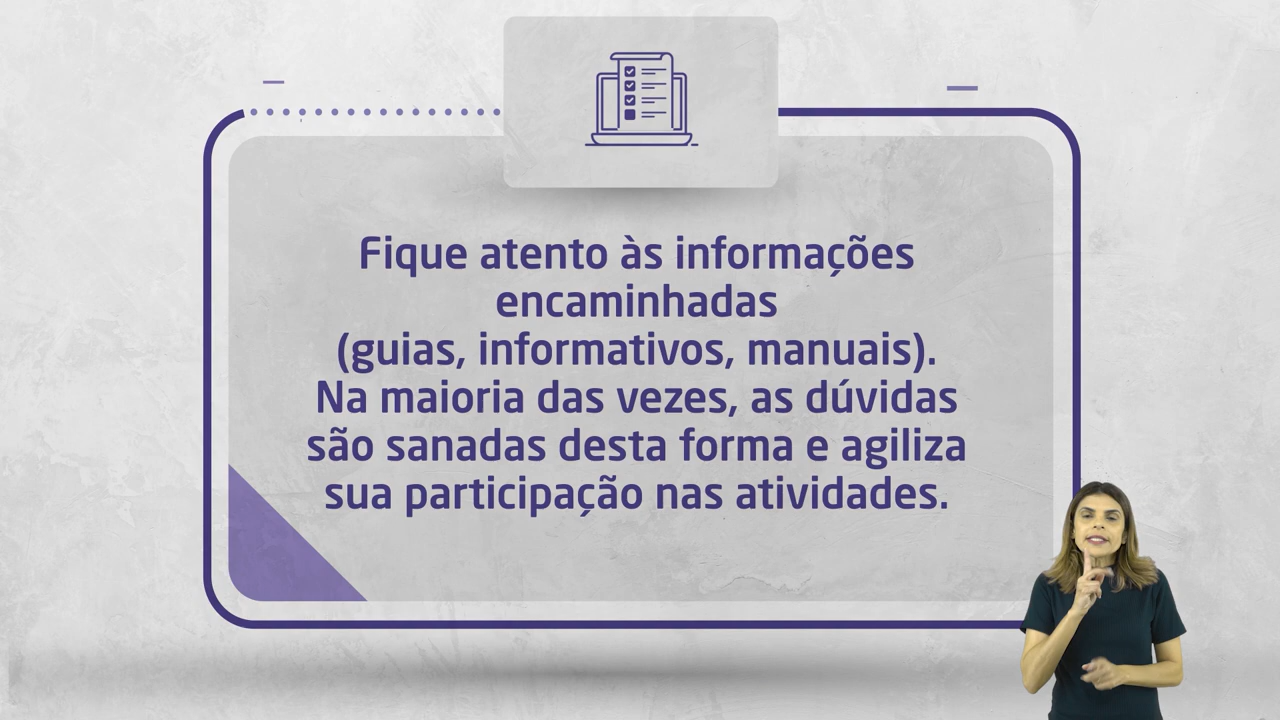 Fique atento às informações
encaminhadas
(guias, informativos, manuais).
Na maioria das vezes, as dúvidas
são sanadas desta forma e agiliza
sua participação nas atividades.